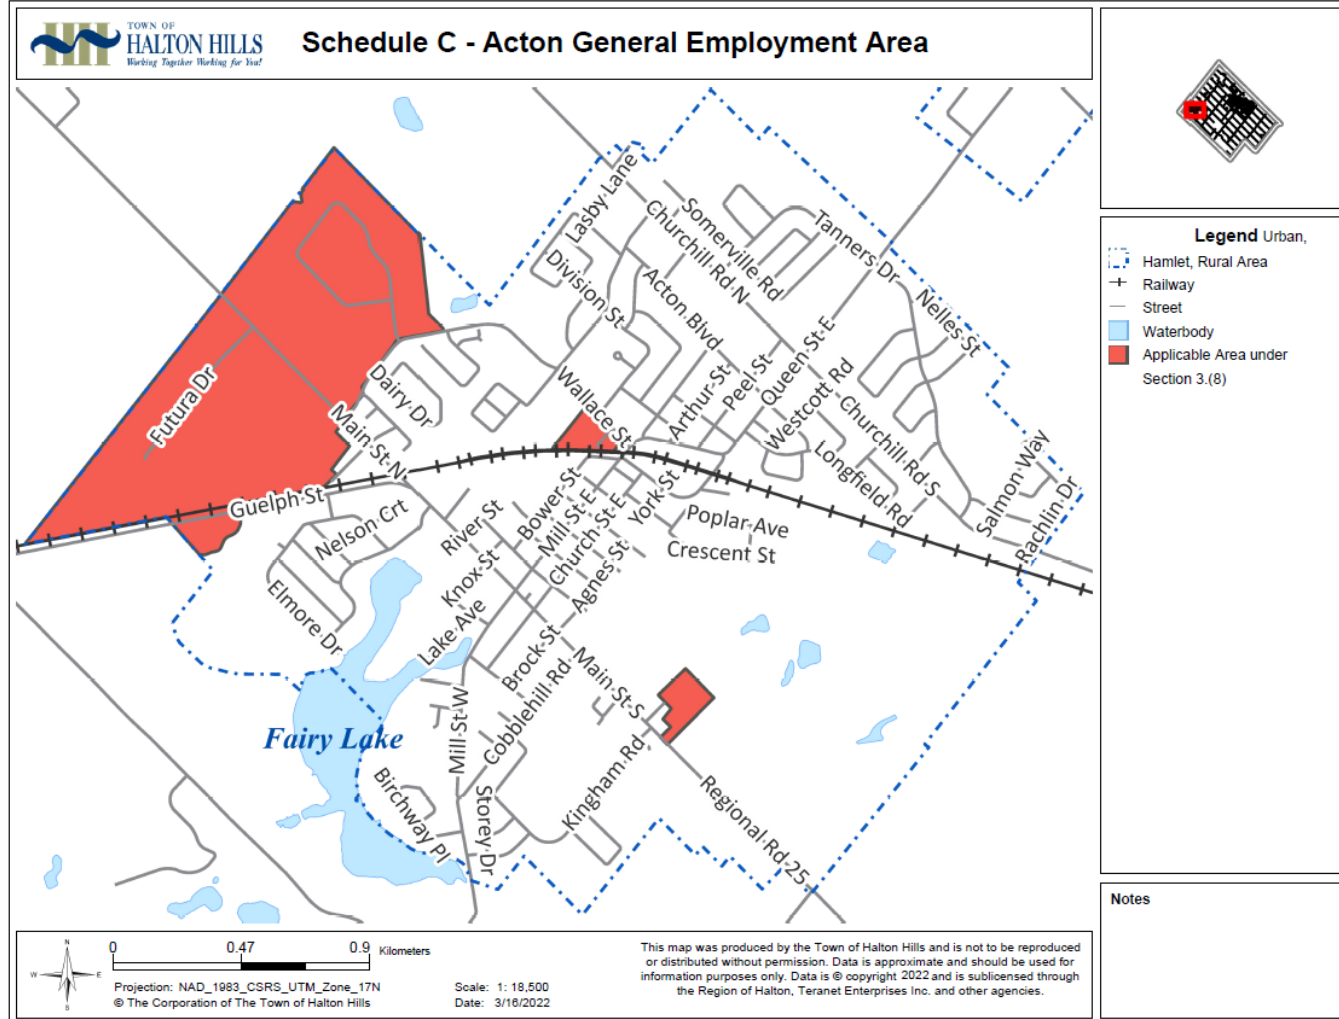 TOWN OF
HALTON HILLS
Working Together Working for You!
Schedule C - Acton General Employment Area
Lasby Lane
Somerville Rd
Churchill Rd N
Tanners Dr
Division St
Acton Blvd
Nelles St
Queen St E
Peel St
Arthur St
Westcott Rd
Wallace St
Futura Dr
Dairy Dr
Main St N
Churchill Rd S
Longfield Rd
Salmon Way
Rachlin Dr
Guelph St
Nelson Crt
River St
Bower St
Mill St E
Church St E
York St
Poplar Ave
Crescent St
Agnes St
Knox St
Elmore Dr
Lake Ave
Brock St
Main St S
Cobblehill Rd
Mill St W
Fairy Lake
Birchway Pl
Storey Dr
Kingham Rd
Regional Rd 25
Legend Urban,
Hamlet, Rural Area
Railway
Street
Waterbody
Applicable Area under
Section 3.(8)
Notes
N
W
E
S
0 0.47 0.9 Kilometers
Projection: NAD_1983_CSRS_UTM_Zone_17N
© The Corporation of The Town of Halton Hills
Scale: 1: 18,500
Date: 3/16/2022
This map was produced by the Town of Halton Hills and is not to be reproduced
or distributed without permission. Data is approximate and should be used for
information purposes only. Data is © copyright 2022 and is sublicensed through
the Region of Halton, Teranet Enterprises Inc. and other agencies.